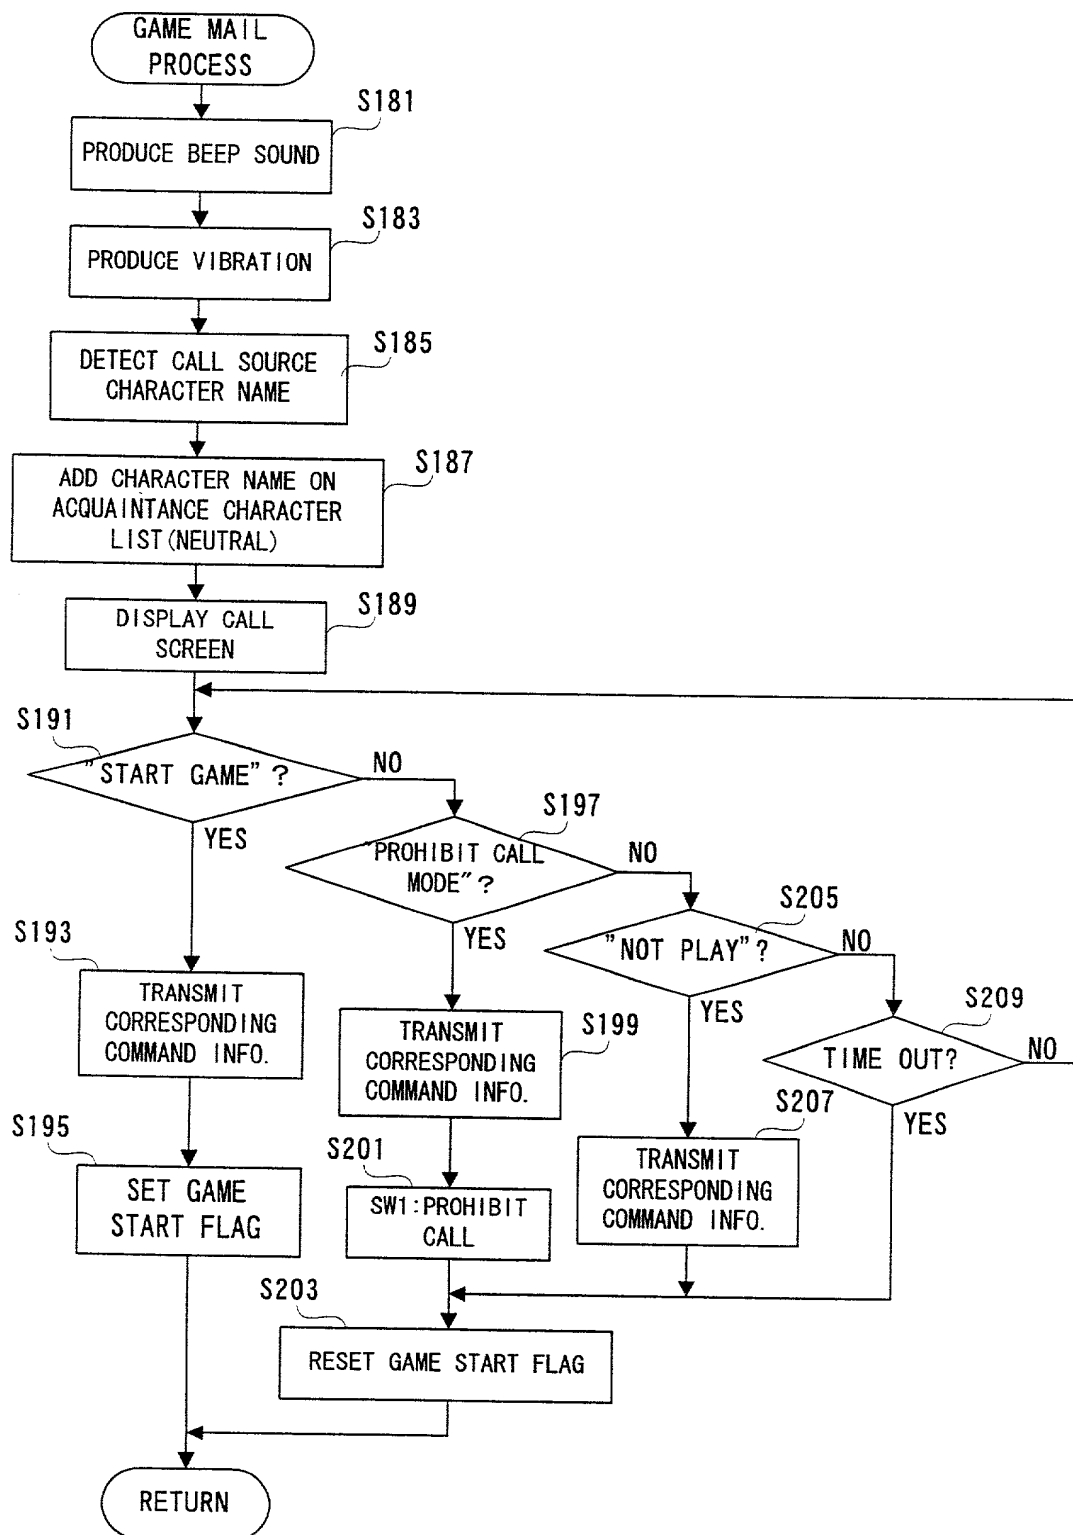 GAME MAIL
PROCESS
S181
PRODUCE BEEP SOUND
S183
PRODUCE VIBRATION
S185
DETECT CALL SOURCE
CHARACTER NAME
S187
ADD CHARACTER NAME ON
ACQUAINTANCE CHARACTER
LIST(NEUTRAL)
S189
DISPLAY CALL
SCREEN
S191
"START GAME"?
NO
YES
S197
"PROHIBIT CALL
MODE"?
NO
YES
S205
"NOT PLAY"?
NO
YES
S209
TIME OUT?
NO
YES
S193
TRANSMIT
CORRESPONDING
COMMAND INFO.
S199
TRANSMIT
CORRESPONDING
COMMAND INFO.
S207
TRANSMIT
CORRESPONDING
COMMAND INFO.
S195
SET GAME
START FLAG
S201
SW1:PROHIBIT
CALL
S203
RESET GAME START FLAG
RETURN